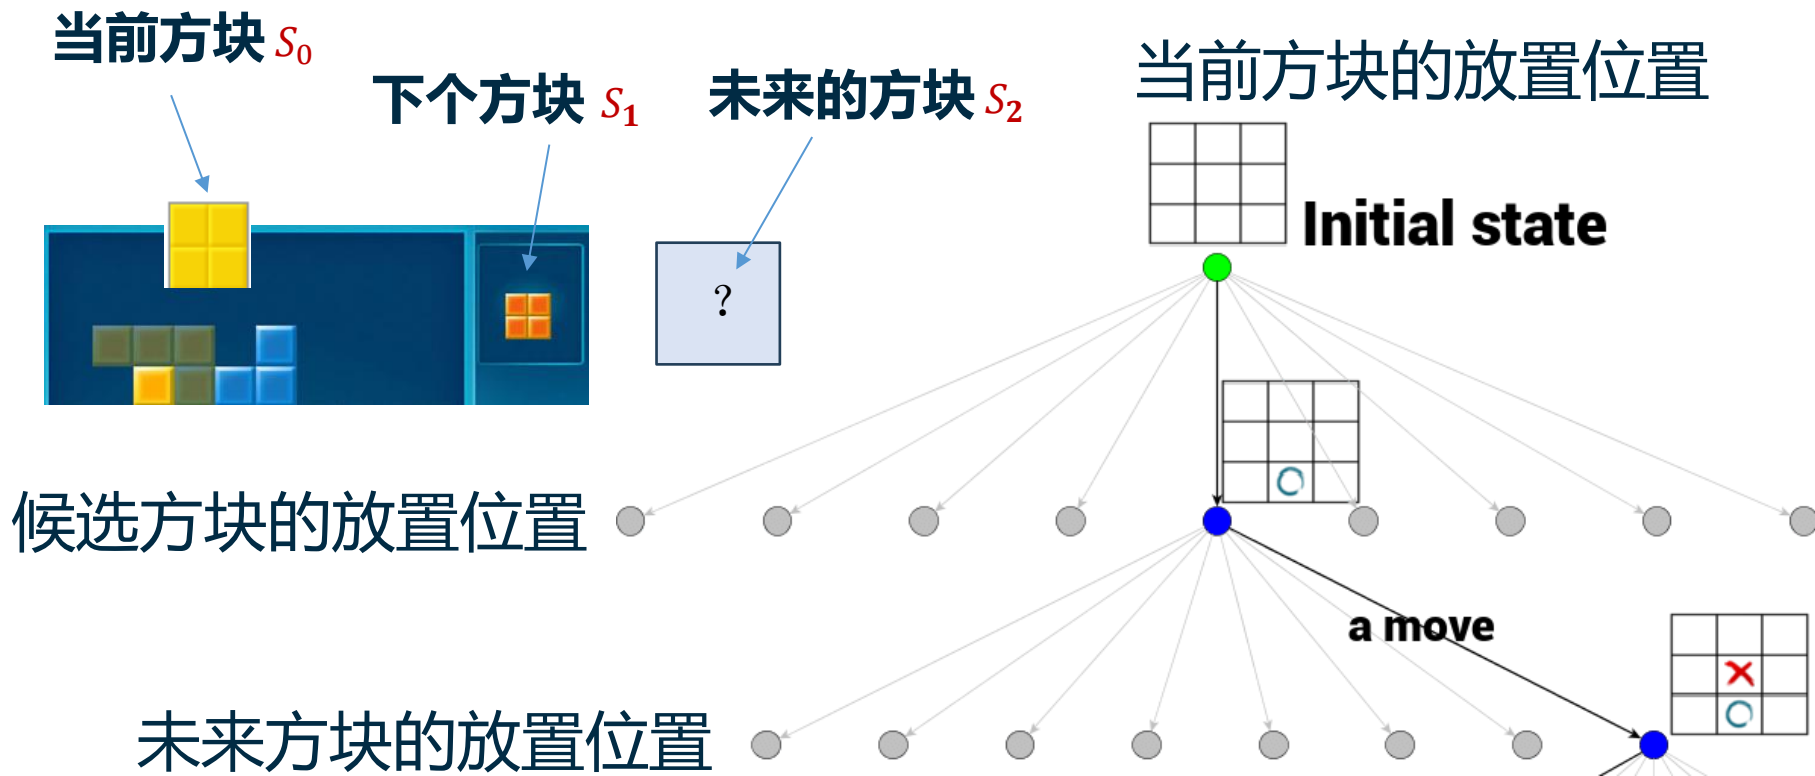 当前方块 S₀
下个方块 S₁
未来的方块 S₂
当前方块的放置位置
Initial state
?
候选方块的放置位置
a move
未来方块的放置位置